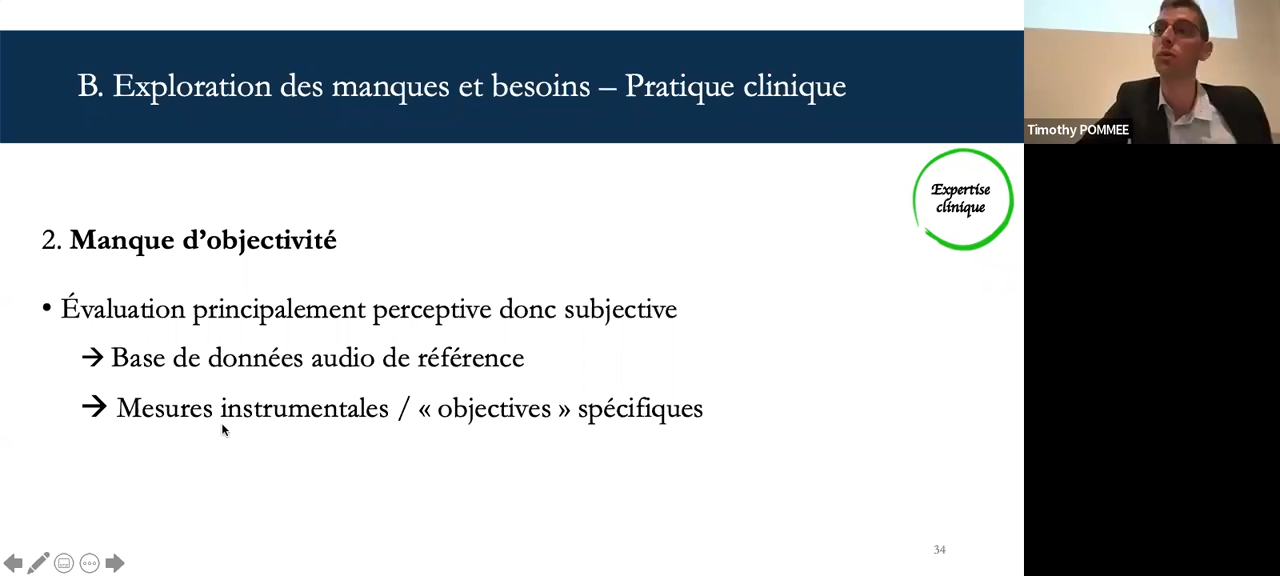 B. Exploration des manques et besoins – Pratique clinique
Timothy POMMEE
Expertise
clinique
2. Manque d’objectivité
• Évaluation principalement perceptive donc subjective
→ Base de données audio de référence
→ Mesures instrumentales / « objectives » spécifiques
34